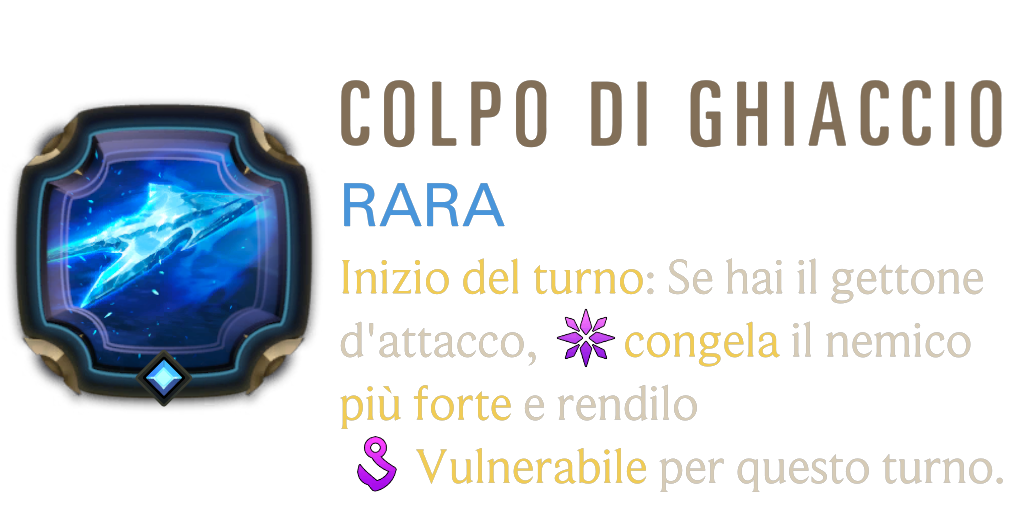 COLPO DI GHIACCIO
RARA
Inizio del turno: Se hai il gettone
d'attacco, congela il nemico
più forte e rendilo
Vulnerabile per questo turno.